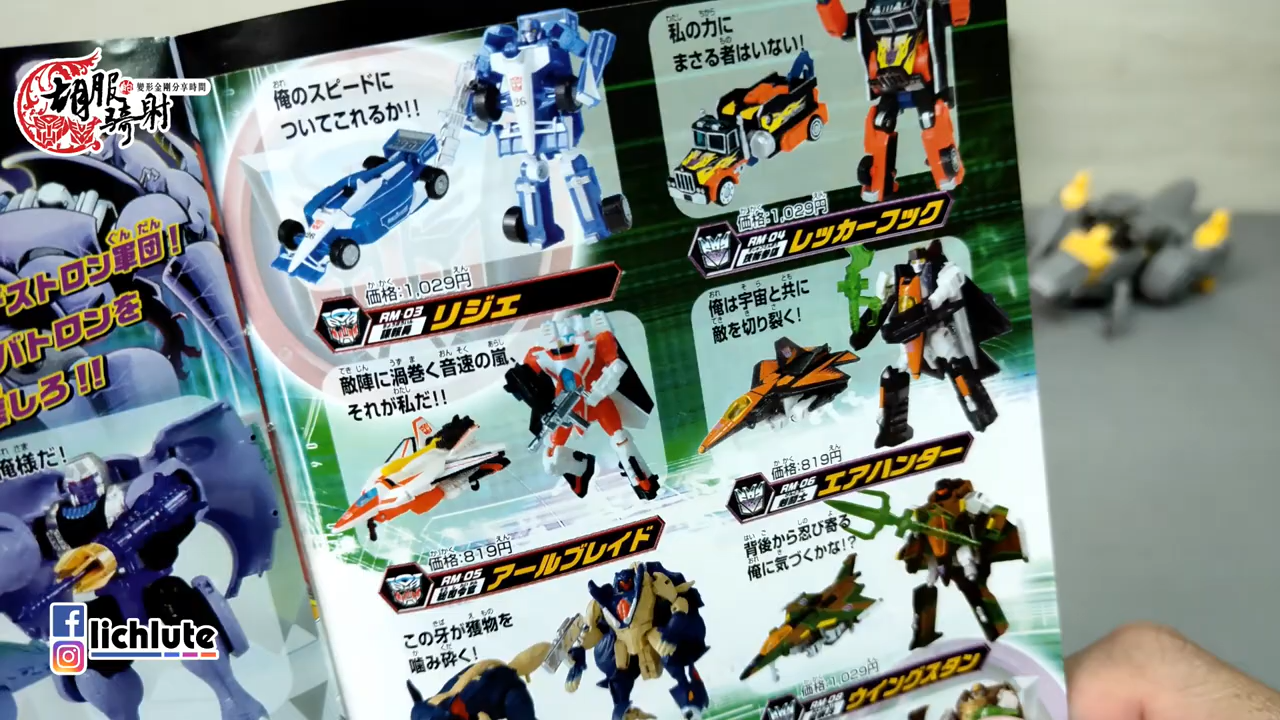 胡服騎射
的
變形金剛分享時間
俺のスピードに
ついてこれるか!!
価格:1,029円
RM 03
リジェ
私の力に
まさる者はいない!
価格:1,029円
RM 04
レッカーフック
敵陣に渦巻く音速の嵐、
それが私だ!!
価格:819円
RM 05
アールブレイド
俺は宇宙と共に
敵を切り裂く!
価格:819円
RM 06
エアハンター
この牙が獲物を
噛み砕く!
背後から忍び寄る
俺に気づくかな!?
価格 1,029円
ウイングスタン
ストロン軍団!
バトロンを
しろ!!
俺様だ!
26
lichlute